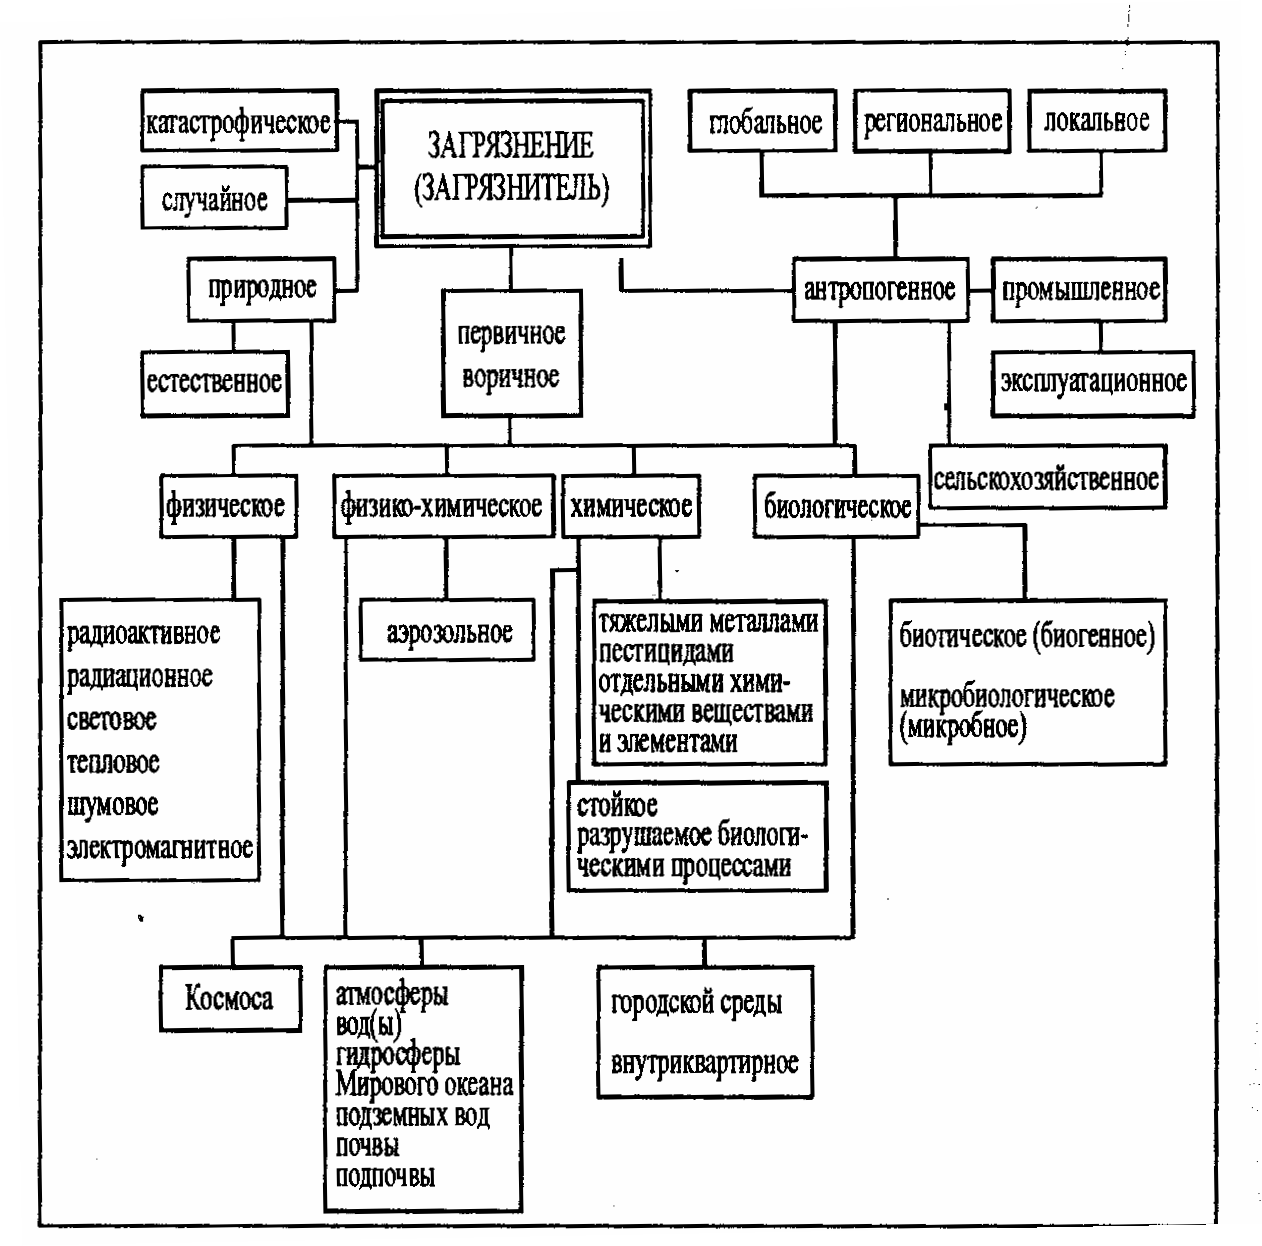 катастрофическое
случайное
ЗАГРЯЗНЕНИЕ
(ЗАГРЯЗНИТЕЛЬ)
глобальное
региональное
локальное
природное
естественное
первичное
воричное
антропогенное
промышленное
эксплуатационное
сельскохозяйственное
физическое
физико-химическое
химическое
биологическое
радиоактивное
радиационное
световое
тепловое
шумовое
электромагнитное
аэрозольное
тяжелыми металлами
пестицидами
отдельными хими-
ческими веществами
и элементами
стойкое
разрушаемое биологи-
ческими процессами
биотическое (биогенное)
микробиологическое
(микробное)
Космоса
атмосферы
вод(ы)
гидросферы
Мирового океана
подземных вод
почвы
подпочвы
городской среды
внутриквартирное